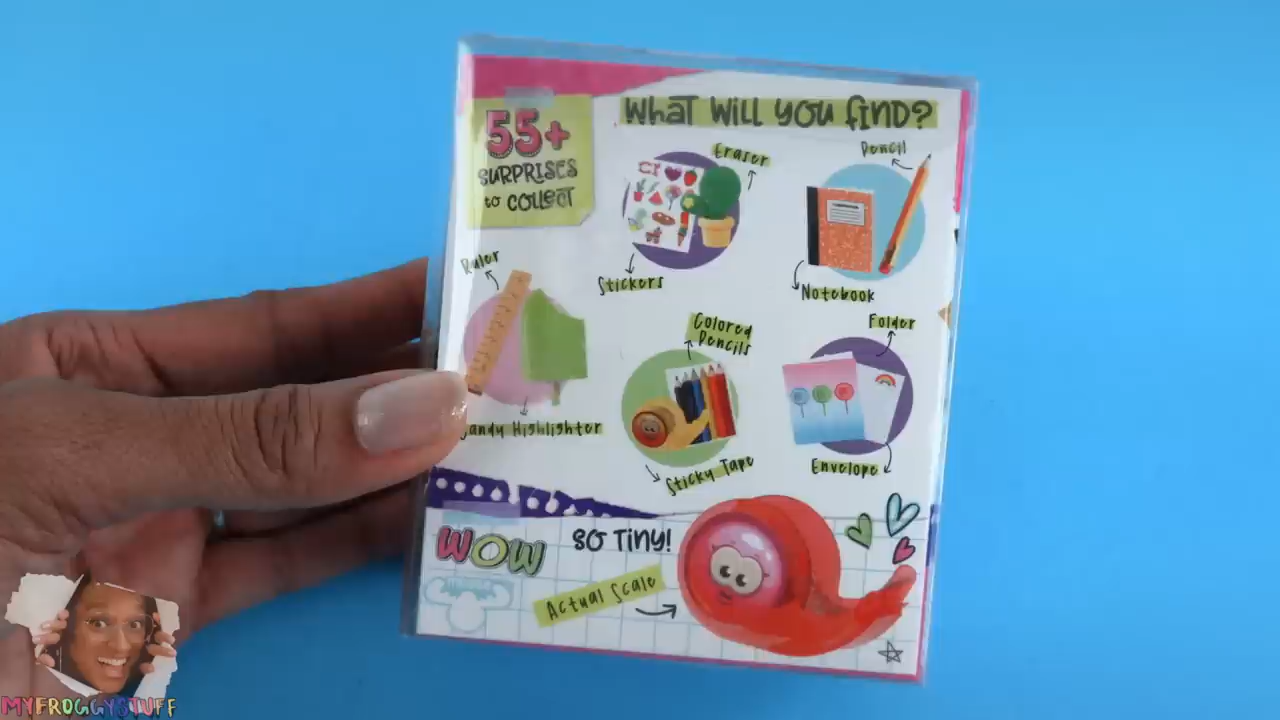 55+
SURPRISES
to COLLECT
What Will you find?
Eraser
Stickers
Pencil
Notebook
Ruler
Candy Highlighter
Colored
Pencils
Sticky Tape
Folder
Envelope
WOW
SO TINY!
Actual Scale
MYFROGGYSTUFF